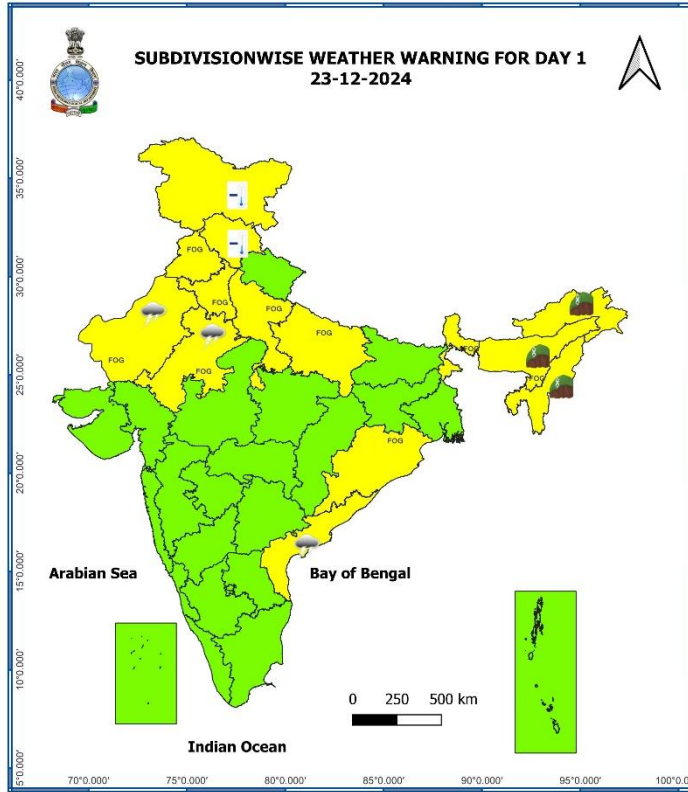 SUBDIVISIONWISE WEATHER WARNING FOR DAY 1
23-12-2024
40°0.000'
35°0.000'
FOG
30°0.000'
FOG
FOG
FOG
FOG
FOG
FOG
FOG
25°0.000'
FOG
20°0.000'
15°0.000'
Arabian Sea
Bay of Bengal
10°0.000'
0 250 500 km
Indian Ocean
5°0.000'
70°0.000' 75°0.000' 80°0.000' 85°0.000' 90°0.000' 95°0.000' 100°0.0